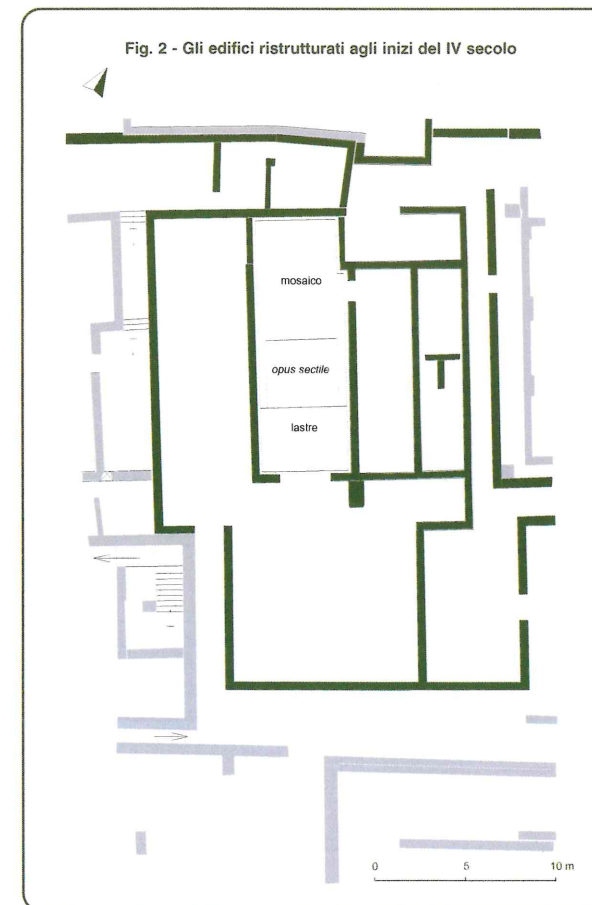 Fig. 2 - Gli edifici ristrutturati agli inizi del IV secolo
mosaico
opus sectile
lastre
0 5 10 m